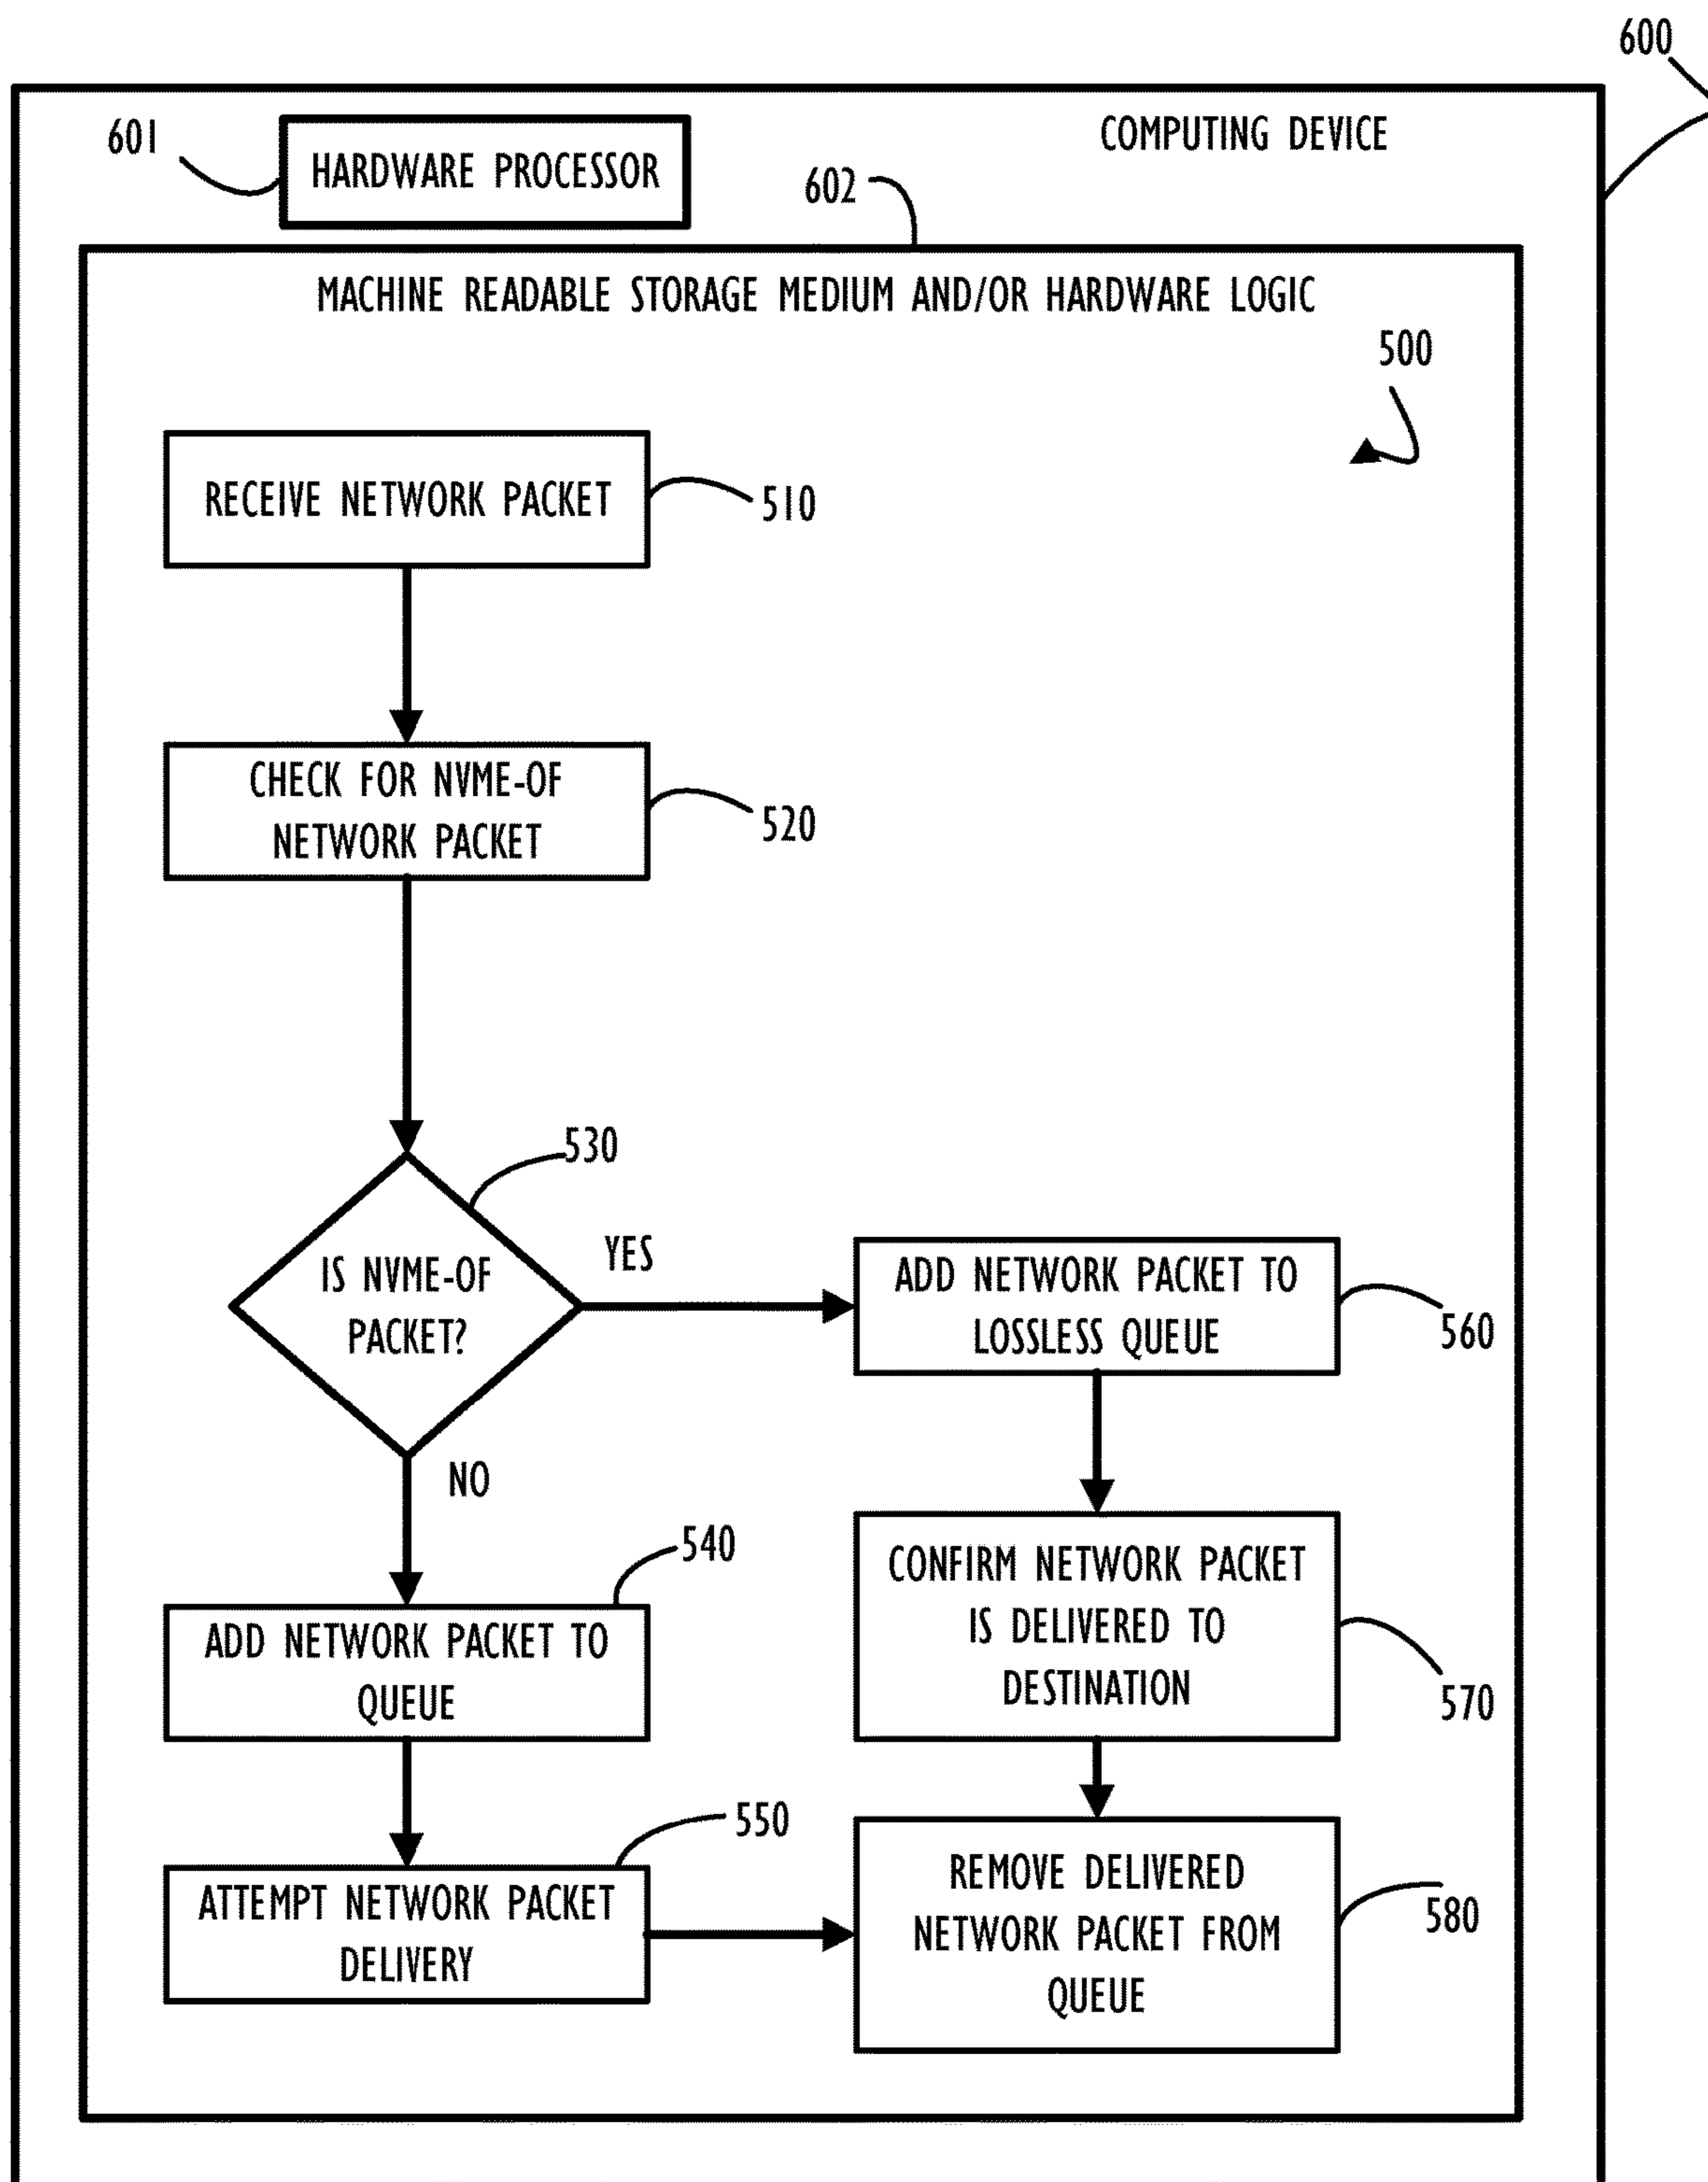 600
COMPUTING DEVICE
601
HARDWARE PROCESSOR
602
MACHINE READABLE STORAGE MEDIUM AND/OR HARDWARE LOGIC
500
RECEIVE NETWORK PACKET
510
CHECK FOR NVME-OF
NETWORK PACKET
520
530
IS NVME-OF
PACKET?
YES
ADD NETWORK PACKET TO
LOSSLESS QUEUE
560
NO
540
ADD NETWORK PACKET TO
QUEUE
CONFIRM NETWORK PACKET
IS DELIVERED TO
DESTINATION
570
550
ATTEMPT NETWORK PACKET
DELIVERY
REMOVE DELIVERED
NETWORK PACKET FROM
QUEUE
580